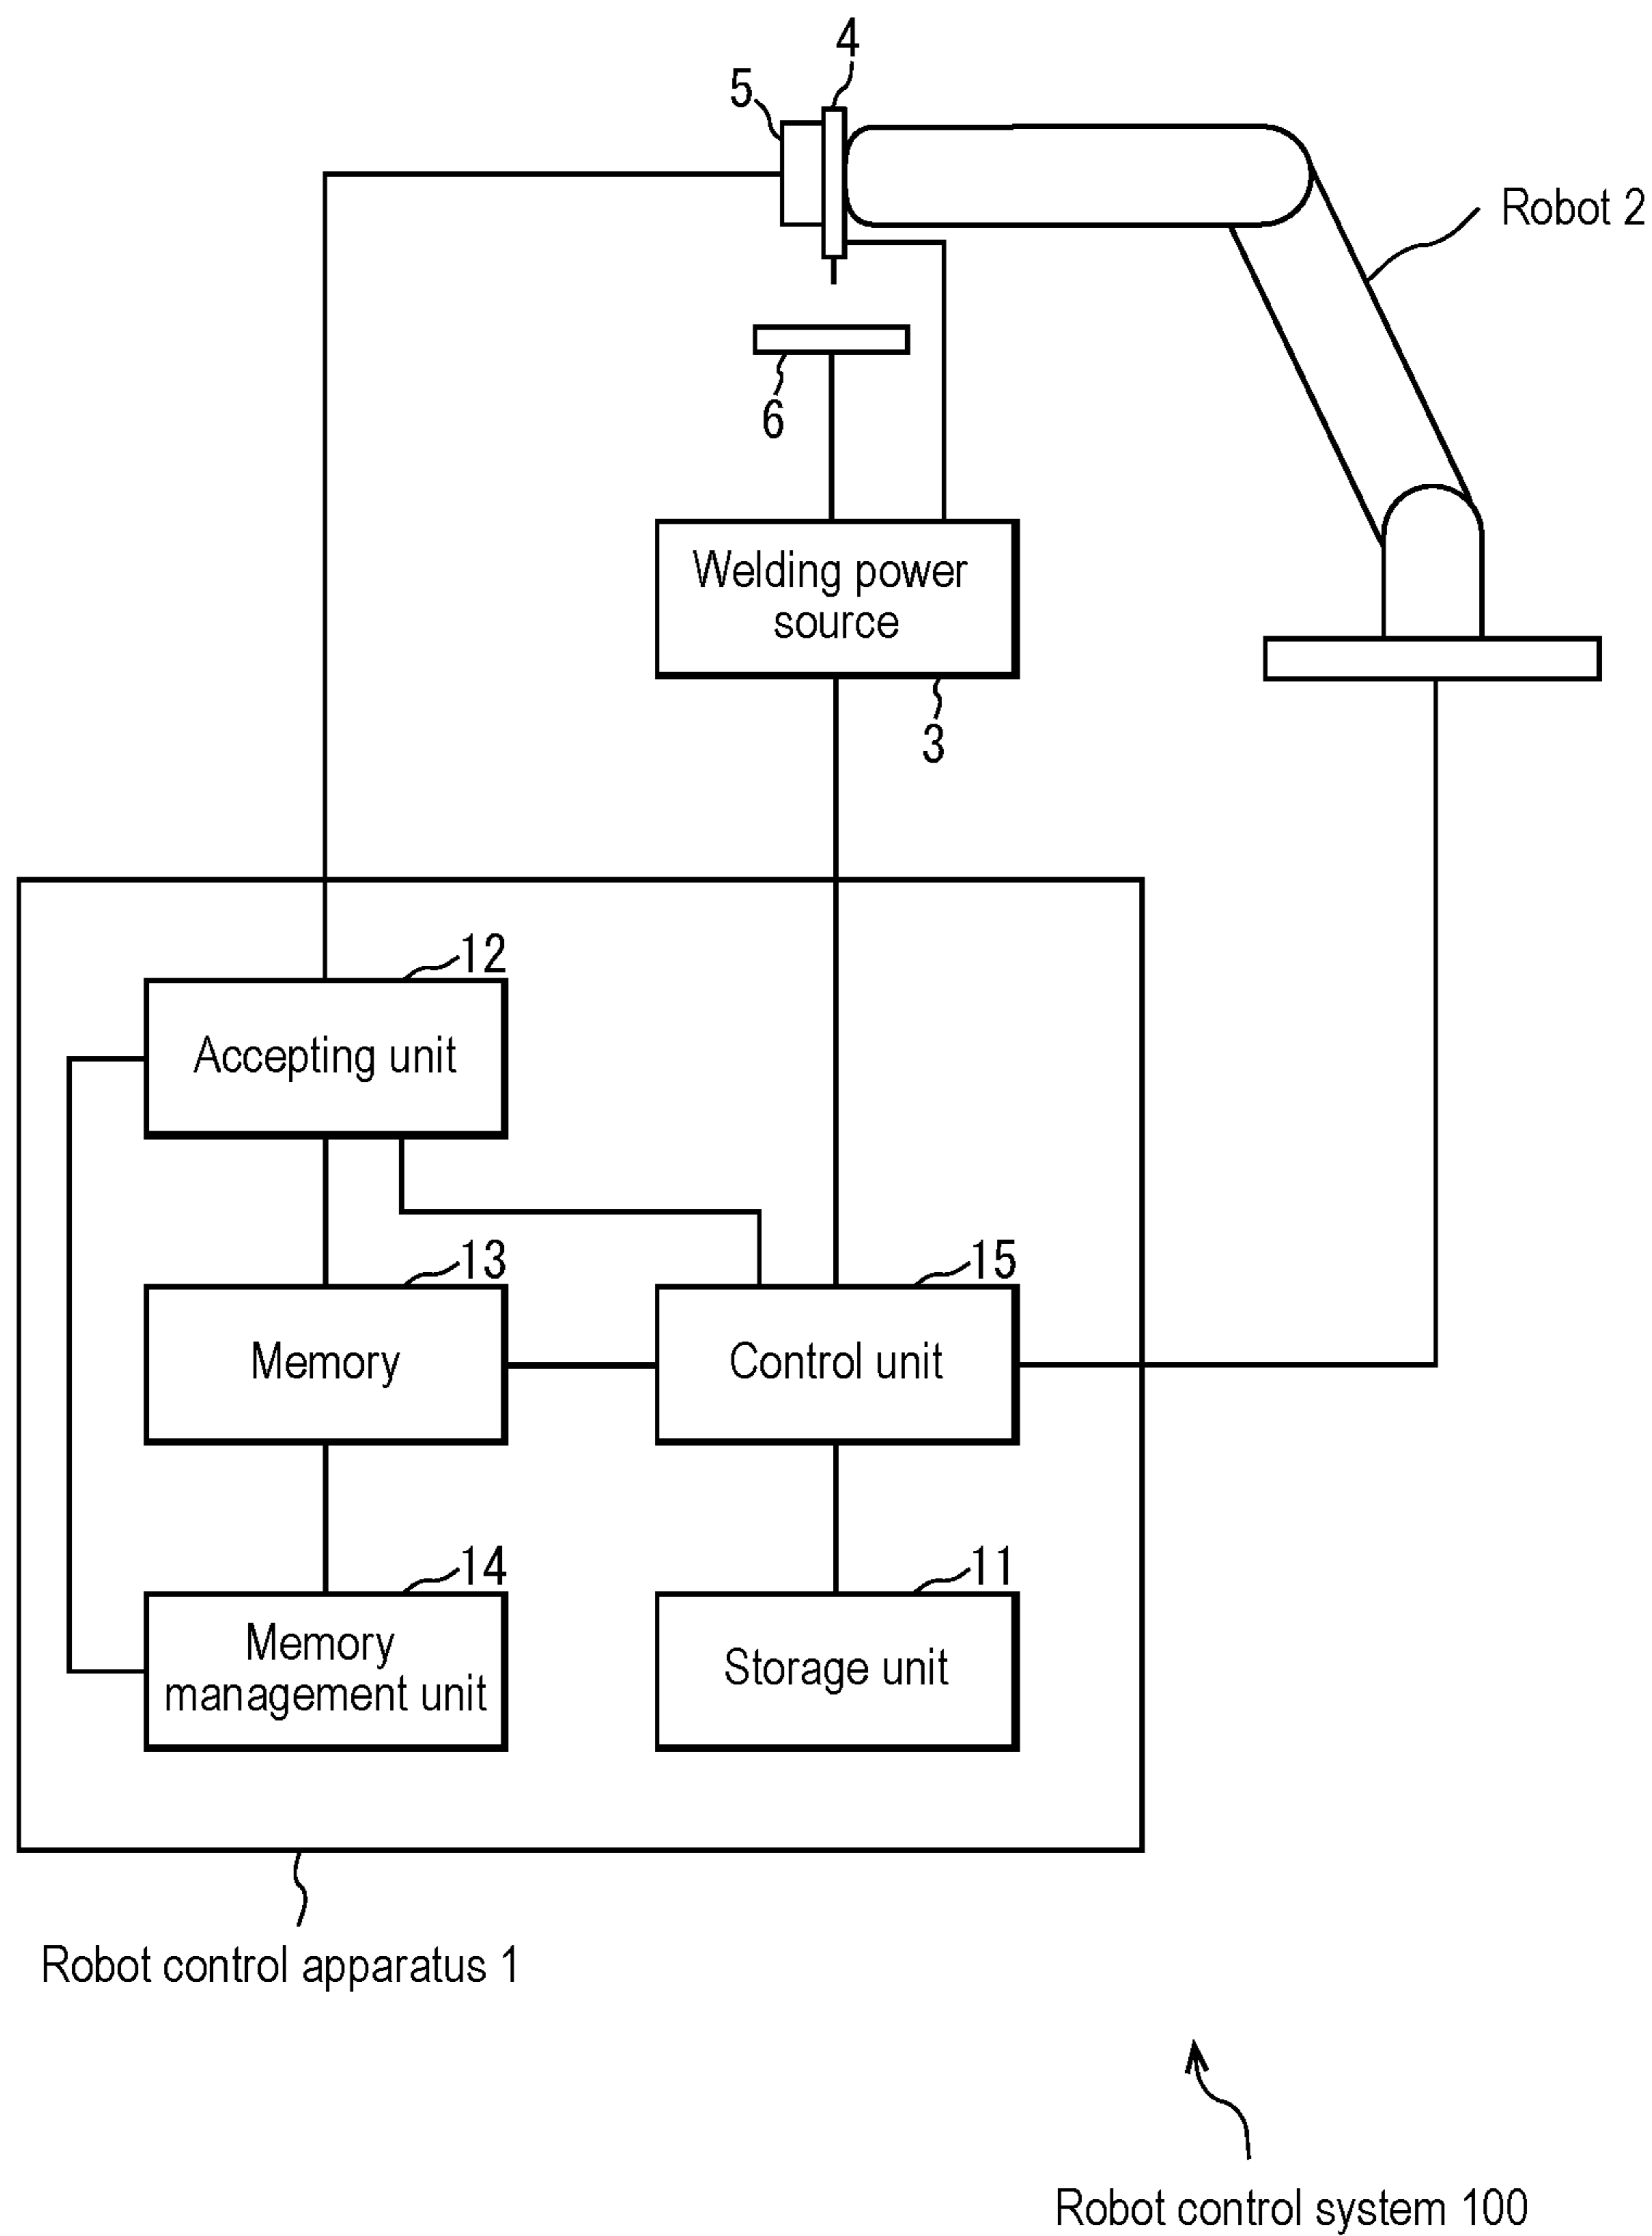 4
5
Robot 2
6
Welding power
source
3
12
Accepting unit
13
15
Memory
Control unit
14
11
Memory
management unit
Storage unit
Robot control apparatus 1
Robot control system 100